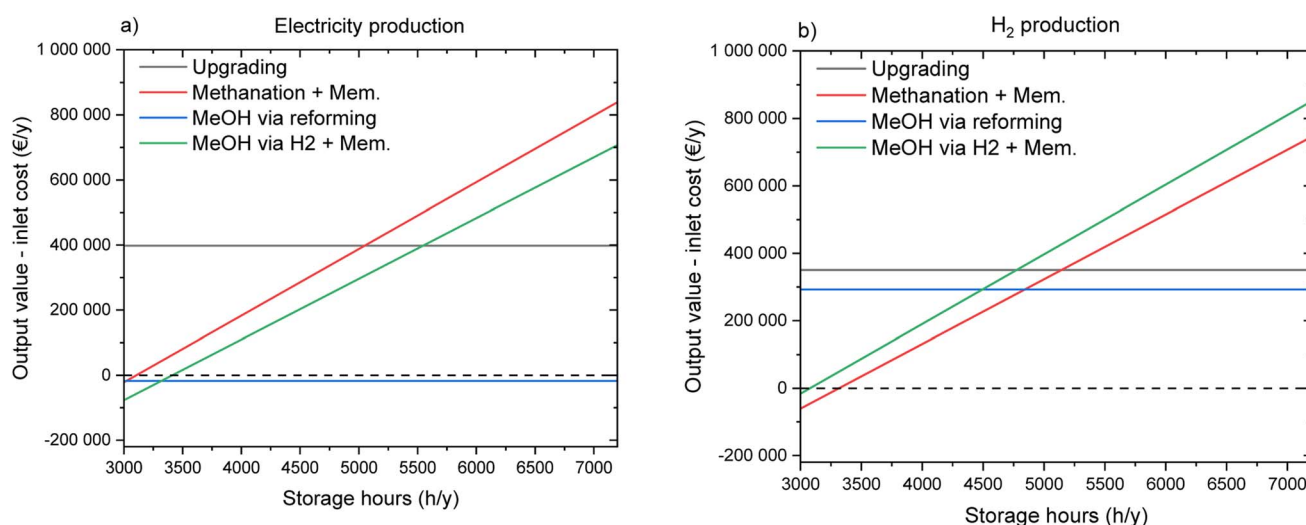 a)
Electricity production
1 000 000
800 000
600 000
400 000
200 000
0
-200 000
Output value - inlet cost (€/y)
Upgrading
Methanation + Mem.
MeOH via reforming
MeOH via H2 + Mem.
3000 3500 4000 4500 5000 5500 6000 6500 7000
Storage hours (h/y)
b)
H₂ production
1 000 000
800 000
600 000
400 000
200 000
0
-200 000
Output value - inlet cost (€/y)
Upgrading
Methanation + Mem.
MeOH via reforming
MeOH via H2 + Mem.
3000 3500 4000 4500 5000 5500 6000 6500 7000
Storage hours (h/y)